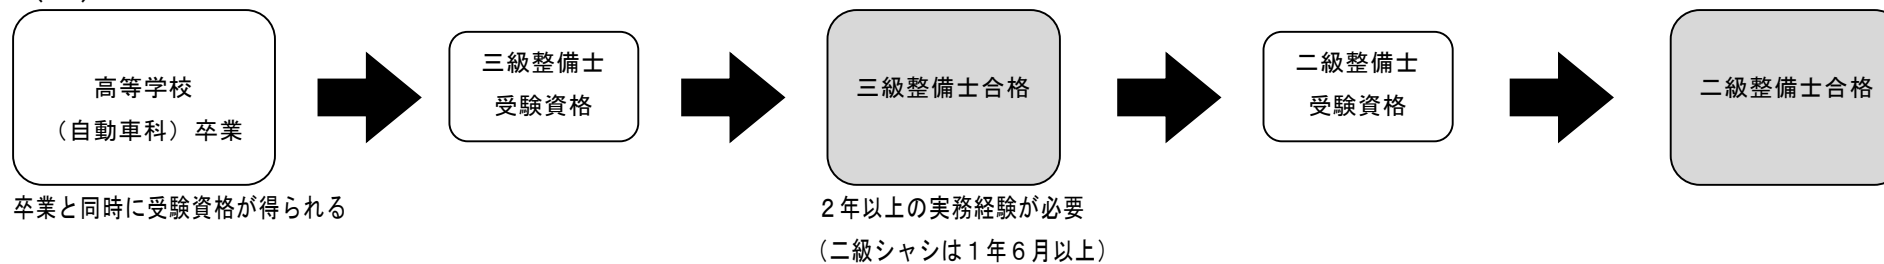 高等学校
（自動車科）卒業
三級整備士
受験資格
三級整備士合格
二級整備士
受験資格
二級整備士合格
卒業と同時に受験資格が得られる
２年以上の実務経験が必要
（二級シャシは１年６月以上）